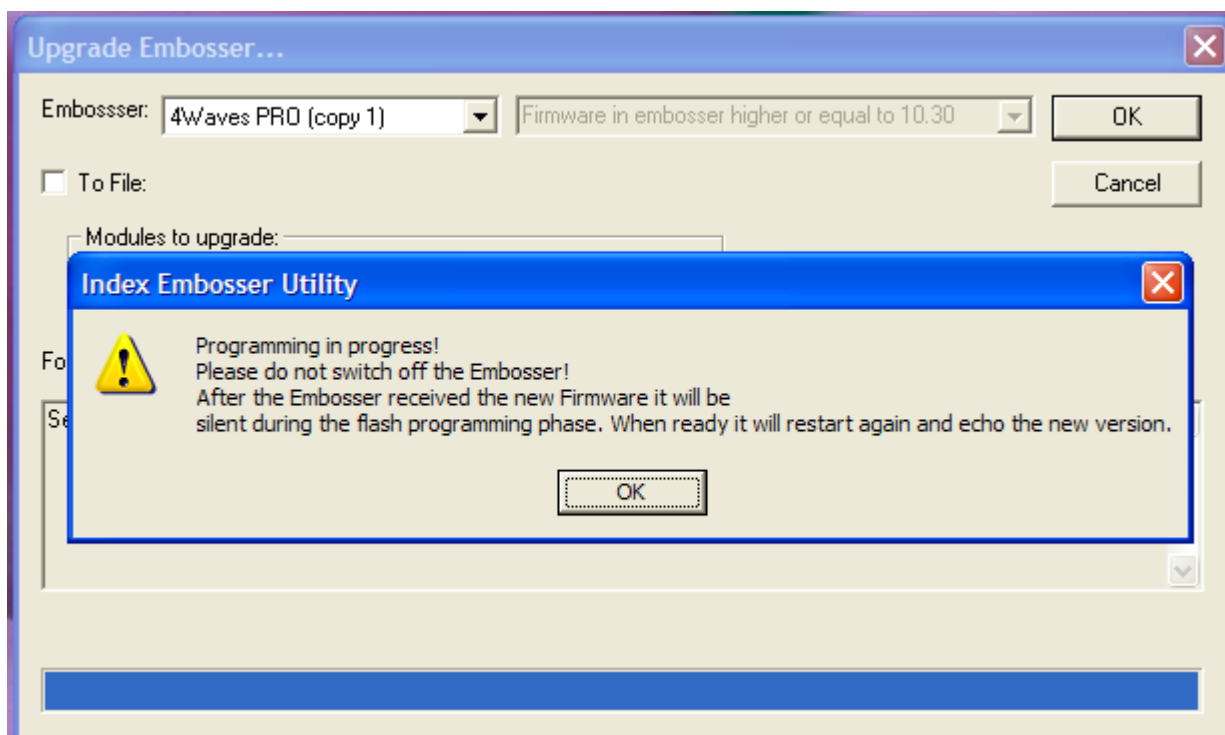 Upgrade Embosser...
Embossser: 4Waves PRO (copy 1) Firmware in embosser higher or equal to 10.30 OK
To File: Cancel
Modules to upgrade:
Index Embosser Utility
Programming in progress!
Please do not switch off the Embosser!
After the Embosser received the new Firmware it will be
silent during the flash programming phase. When ready it will restart again and echo the new version.
OK